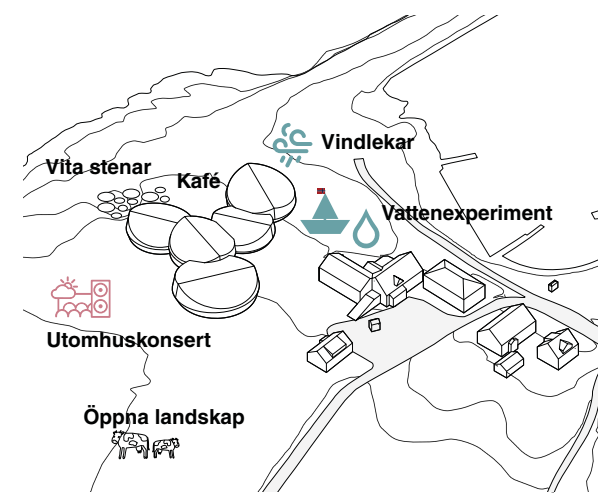 Vindlekar
Vita stenar
Kafé
Vattenexperiment
Utomhuskonsert
Öppna landskap